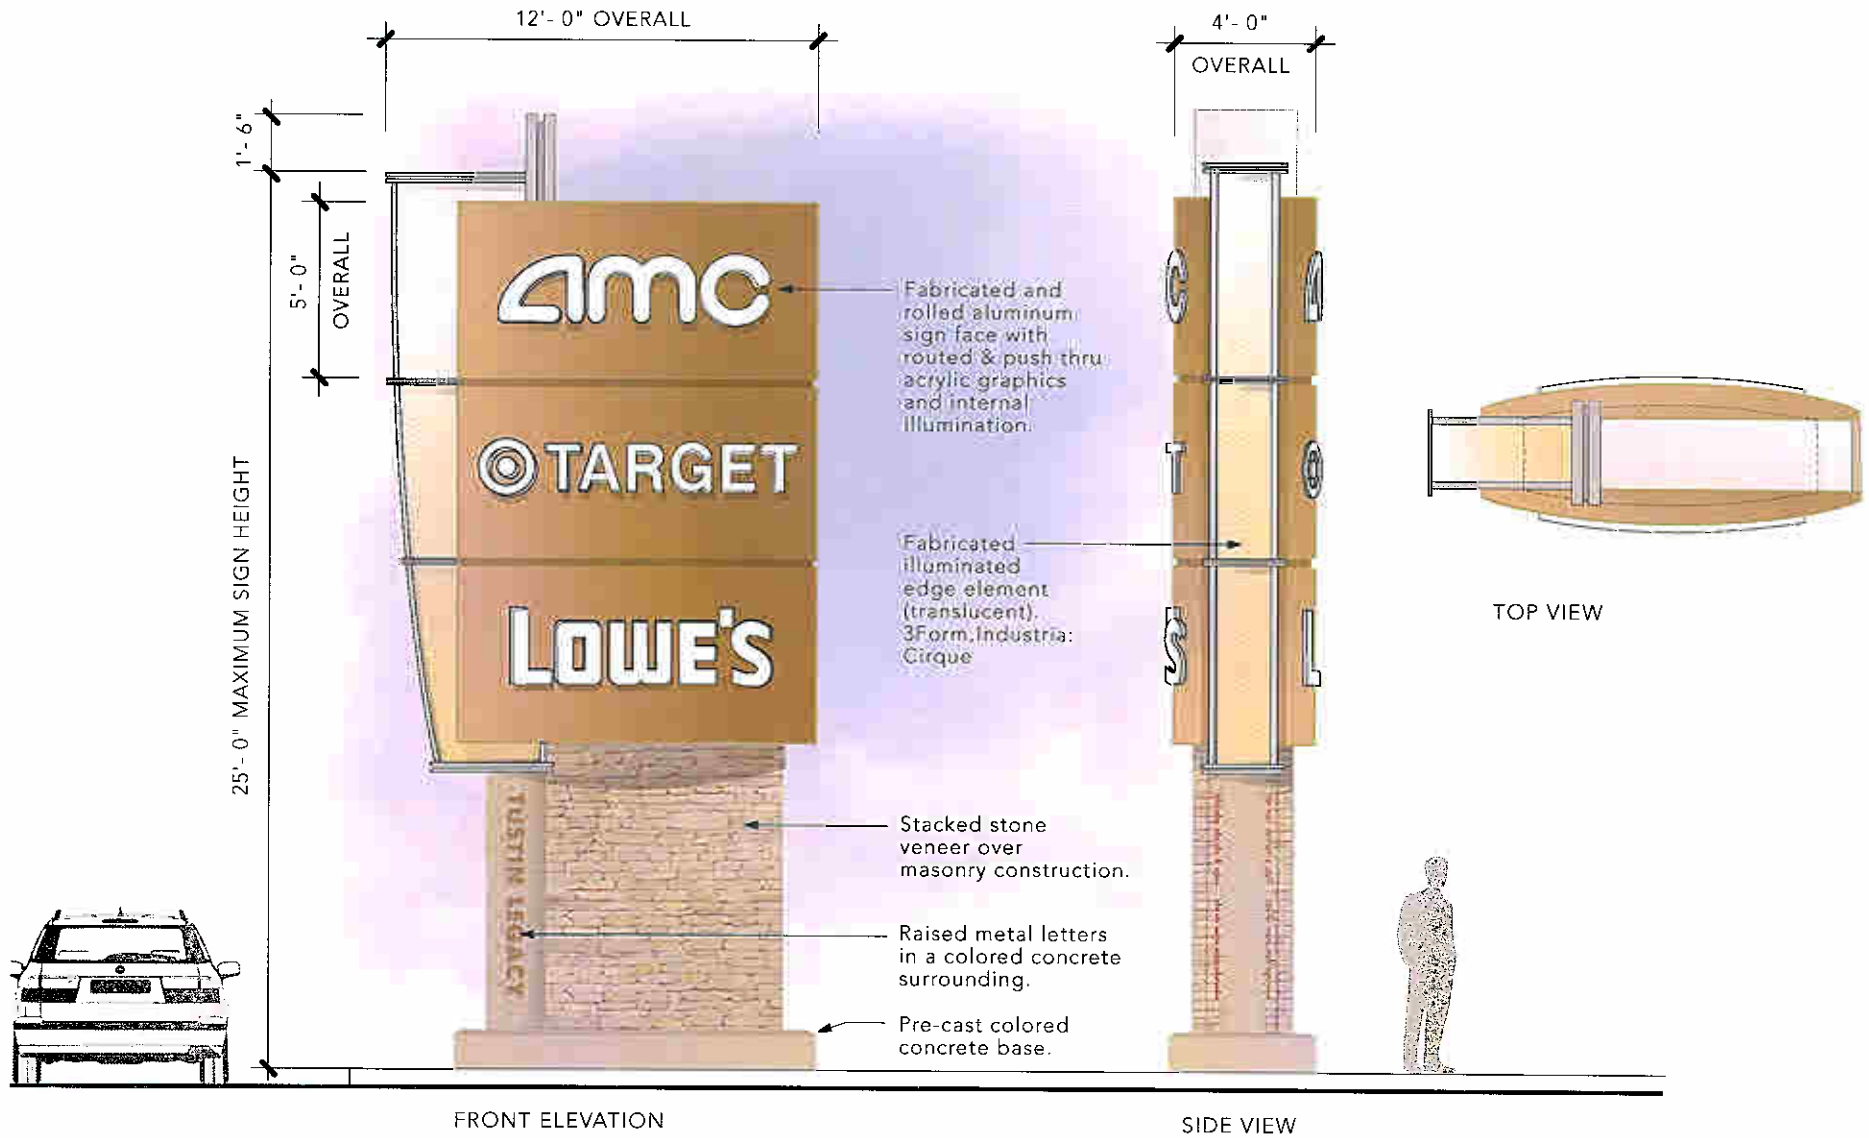 12'- 0" OVERALL
4'- 0"
OVERALL
1'- 6"
5'- 0"
OVERALL
25'- 0" MAXIMUM SIGN HEIGHT
amc
TARGET
LOWE'S
TUSTIN LEGACY
Fabricated and
rolled aluminum
sign face with
routed & push thru
acrylic graphics
and internal
illumination.
Fabricated
illuminated
edge element
(translucent).
3Form,Industria:
Cirque
Stacked stone
veneer over
masonry construction.
Raised metal letters
in a colored concrete
surrounding.
Pre-cast colored
concrete base.
C
A
T
S
L
TOP VIEW
FRONT ELEVATION
SIDE VIEW